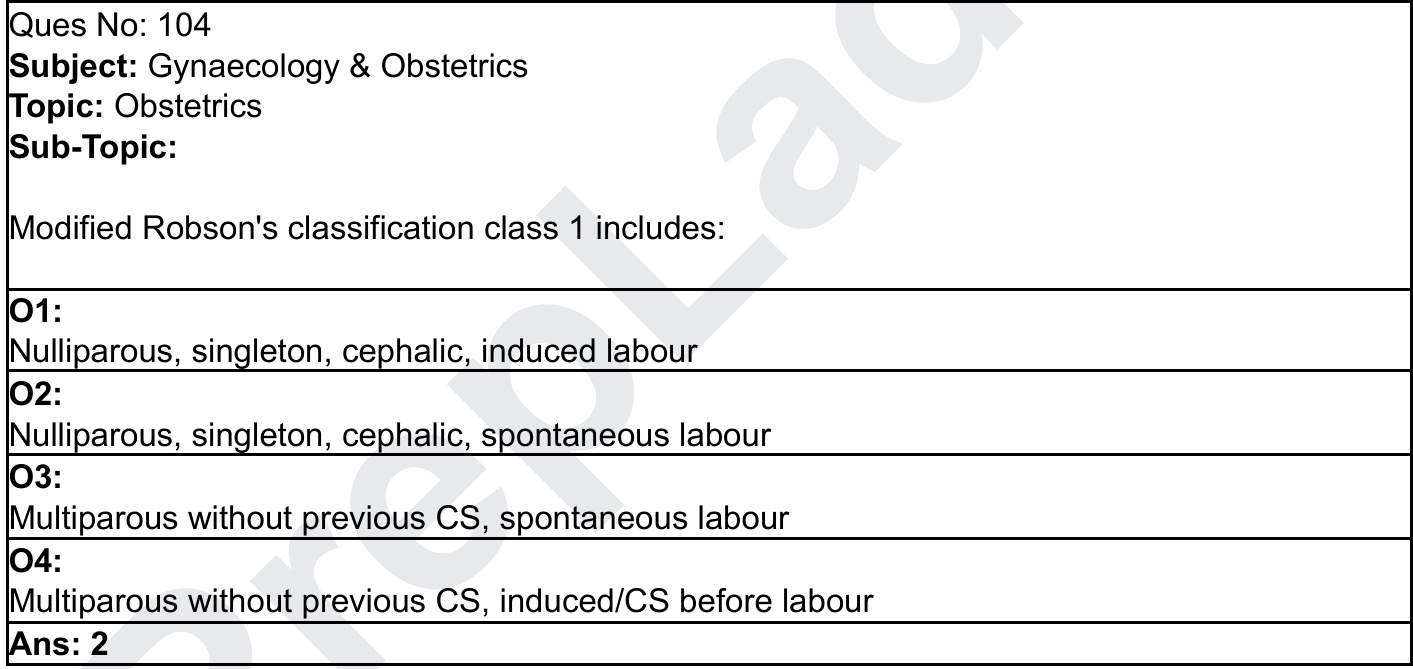 Ques No: 104
Subject: Gynaecology & Obstetrics
Topic: Obstetrics
Sub-Topic:
Modified Robson's classification class 1 includes:
O1:
Nulliparous, singleton, cephalic, induced labour
O2:
Nulliparous, singleton, cephalic, spontaneous labour
O3:
Multiparous without previous CS, spontaneous labour
O4:
Multiparous without previous CS, induced/CS before labour
Ans: 2
PrepLad